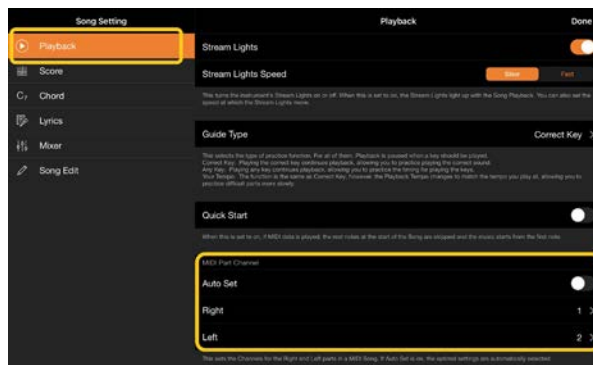 Song Setting
Playback
Done
Playback
Score
Chord
Lyrics
Mixer
Song Edit
Stream Lights
Stream Lights Speed
Slow Fast
This turns the instrument's Stream Lights on or off. When this is set to on, the Stream Lights light up with the Song Playback. You can also set the
speed at which the Stream Lights move.
Guide Type
Correct Key
This selects the type of practice function. For all of them, Playback is paused when a key should be played.
Correct Key: Playing the correct key continues playback, allowing you to practice playing the correct sound.
Any Key: Playing any key continues playback, allowing you to practice the timing for playing the keys.
Your Tempo: The function is the same as Correct Key, however, the Playback Tempo changes to match the tempo you play at, allowing you to
practice difficult parts more slowly.
Quick Start
When this is set to on, if MIDI data is played, the rest notes at the start of the Song are skipped and the music starts from the first note.
MIDI Part Channel
Auto Set
Right 1
Left 2
This sets the Channels for the Right and Left parts in a MIDI Song. If Auto Set is on, the optimal settings are automatically selected.